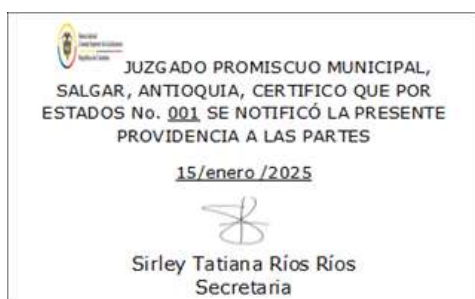 JUZGADO PROMISCUO MUNICIPAL,
SALGAR, ANTIOQUIA, CERTIFICO QUE POR
ESTADOS No. 001 SE NOTIFICÓ LA PRESENTE
PROVIDENCIA A LAS PARTES
15/enero /2025
Sirley Tatiana Ríos Ríos
Secretaria